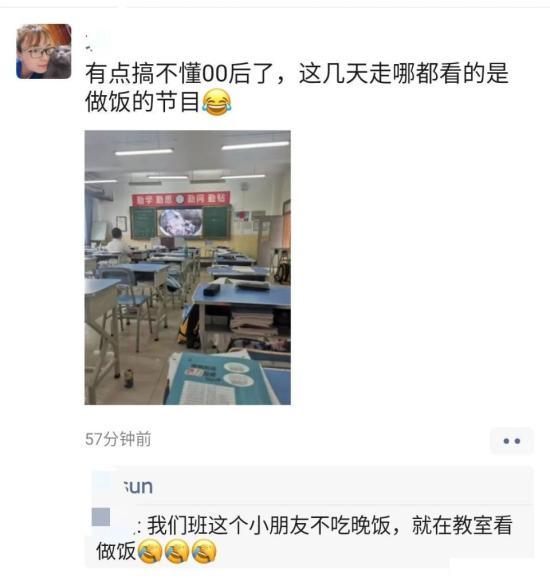 有点搞不懂00后了，这几天走哪都看的是
做饭的节目😂
勤学 勤思 勤问 勤钻
57分钟前
sun
: 我们班这个小朋友不吃晚饭，就在教室看
做饭🤣🤣🤣